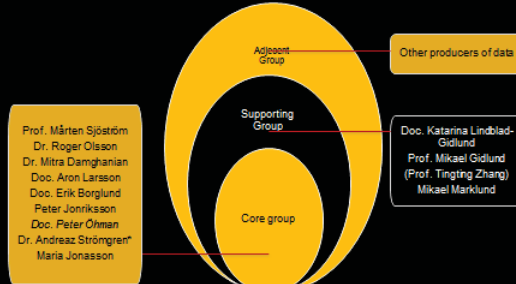 Adjacent
Group
Other producers of data
Supporting
Group
Doc. Katarina Lindblad-
Gidlund
Prof. Mikael Gidlund
(Prof. Tingting Zhang)
Mikael Marklund
Prof. Mårten Sjöström
Dr. Roger Olsson
Dr. Mitra Damghanian
Doc. Aron Larsson
Doc. Erik Borglund
Peter Jonriksson
Doc. Peter Öhman
Dr. Andreaz Strömgren*
Maria Jonasson
Core group